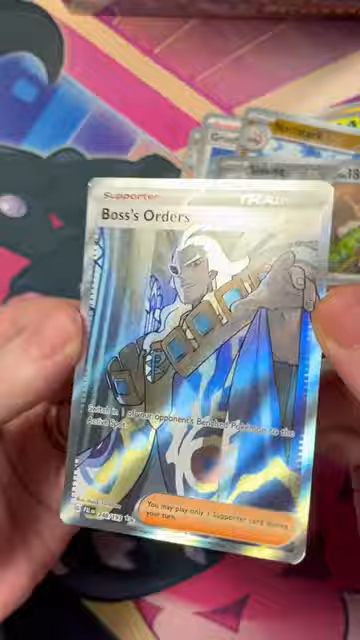 Supporter
TRAI
Boss's Orders
Switch in 1 of your opponent's Benched Pokémon to the
Active Spot.
You may play only 1 Supporter card during
your turn.